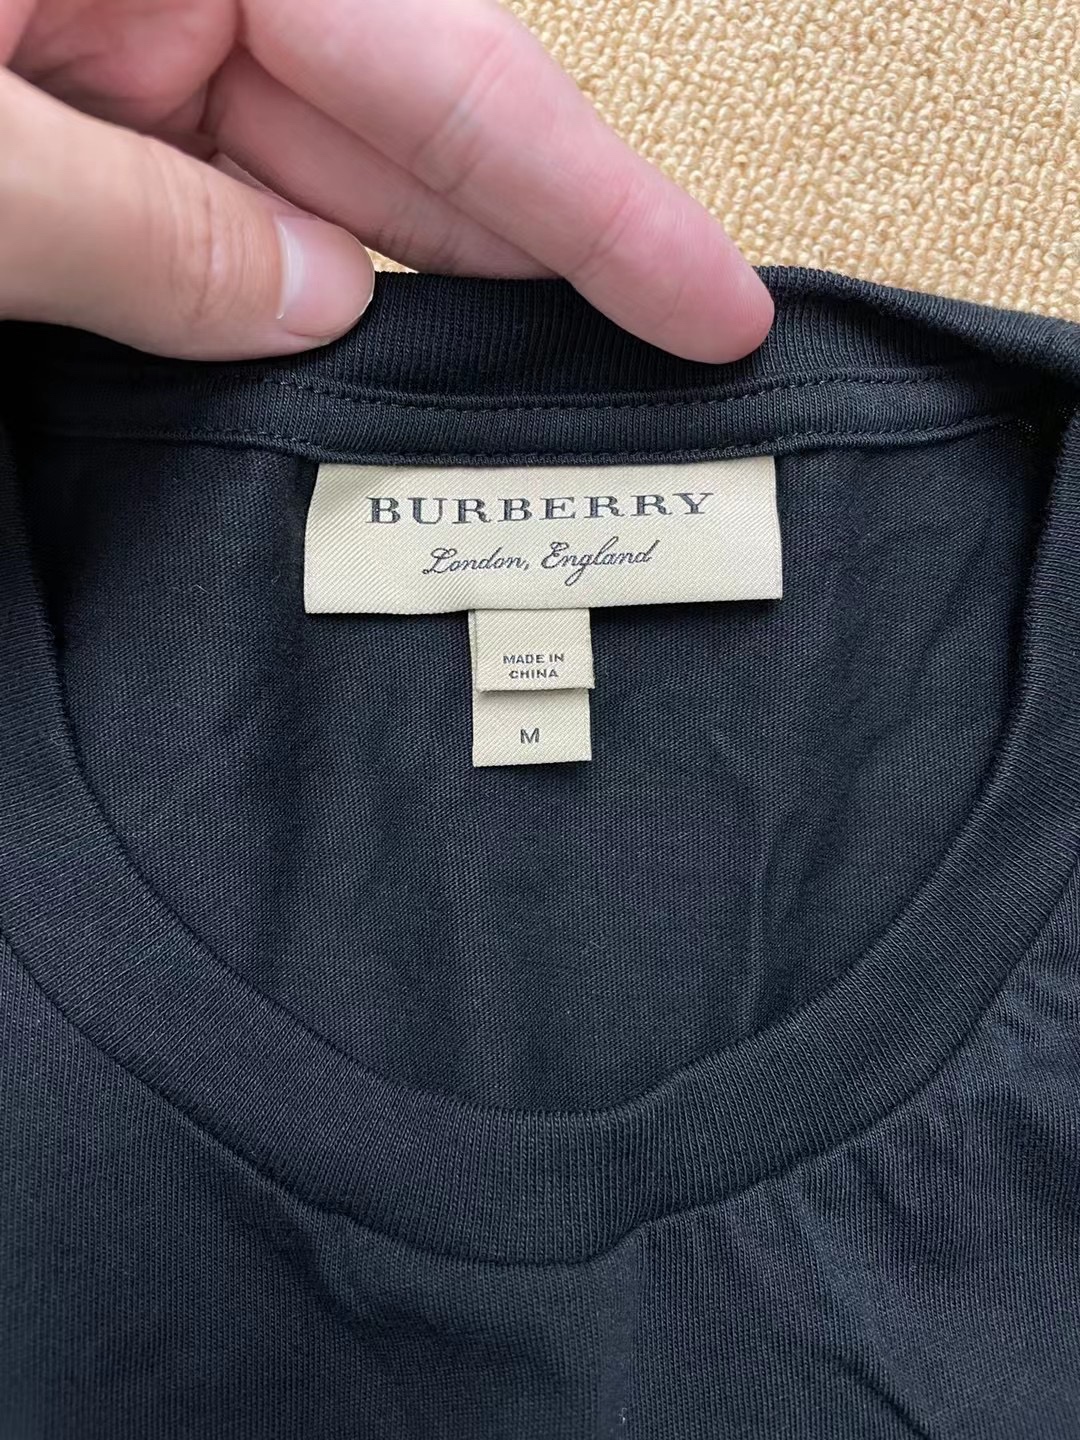 BURBERRY
London, England
MADE IN
CHINA
M